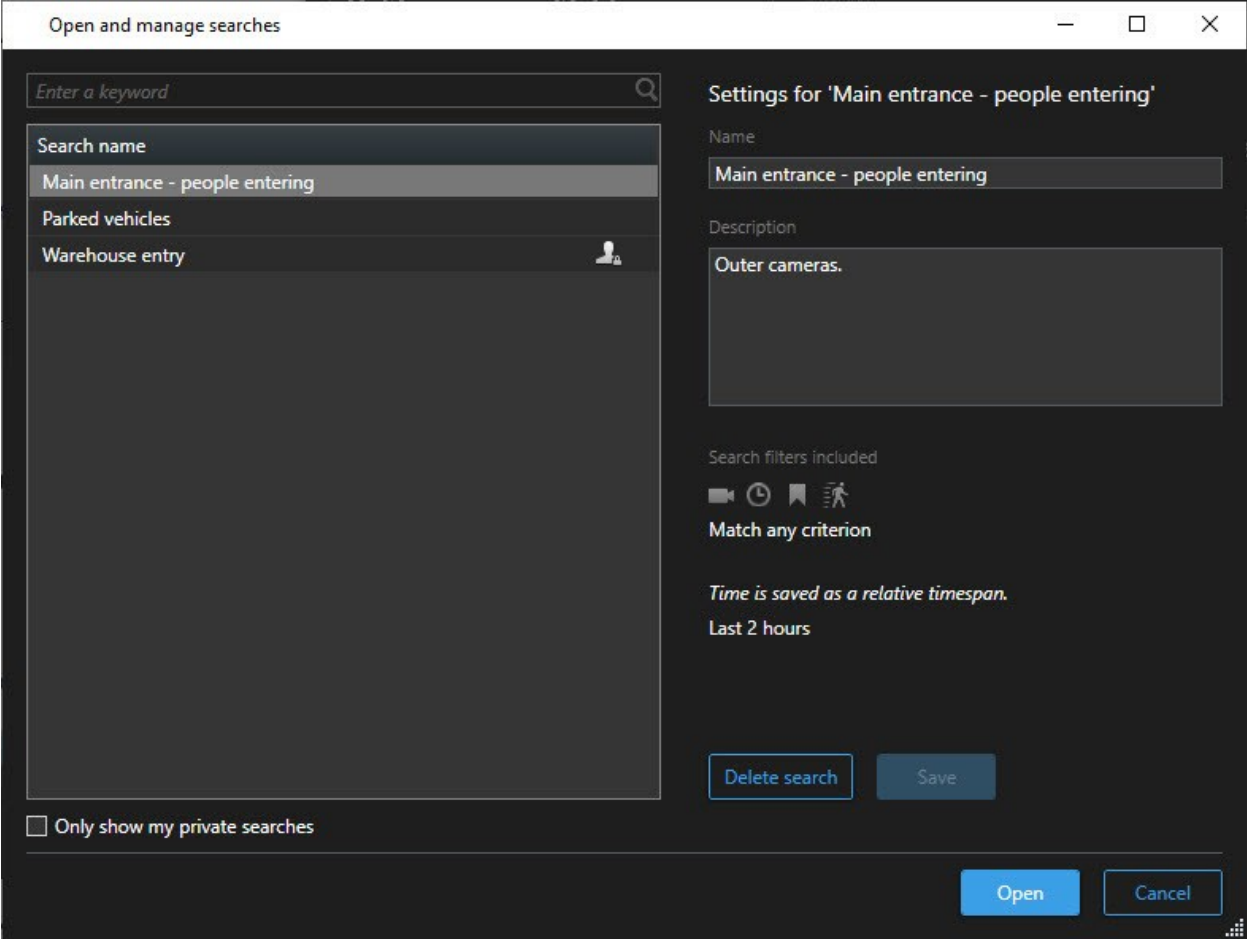 Open and manage searches
Enter a keyword
Search name
Main entrance - people entering
Parked vehicles
Warehouse entry
Only show my private searches
Settings for 'Main entrance - people entering'
Name
Main entrance - people entering
Description
Outer cameras.
Search filters included
Match any criterion
Time is saved as a relative timespan.
Last 2 hours
Delete search
Save
Open
Cancel